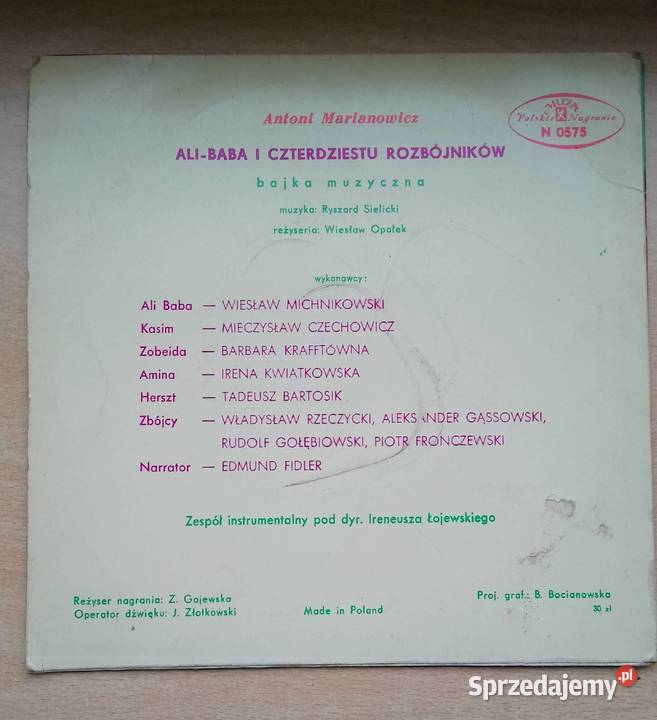 Antoni Marianowicz
MUZA
Polskie Nagrania
N 0575
ALI-BABA I CZTERDZIESTU ROZBÓJNIKÓW
bajka muzyczna
muzyka: Ryszard Sielicki
reżyseria: Wiesław Opałek
wykonawcy:
Ali Baba — WIESŁAW MICHNIKOWSKI
Kasim — MIECZYSŁAW CZECHOWICZ
Zobeida — BARBARA KRAFFTÓWNA
Amina — IRENA KWIATKOWSKA
Herszt — TADEUSZ BARTOSIK
Zbójcy — WŁADYSŁAW RZECZYCKI, ALEKSANDER GĄSSOWSKI,
RUDOLF GOŁĘBIOWSKI, PIOTR FRONCZEWSKI
Narrator — EDMUND FIDLER
Zespół instrumentalny pod dyr. Ireneusza Łojewskiego
Reżyser nagrania: Z. Gajewska
Operator dźwięku: J. Złotkowski
Made in Poland
Proj. graf.: B. Bocianowska
30 zł
Sprzedajemy.pl